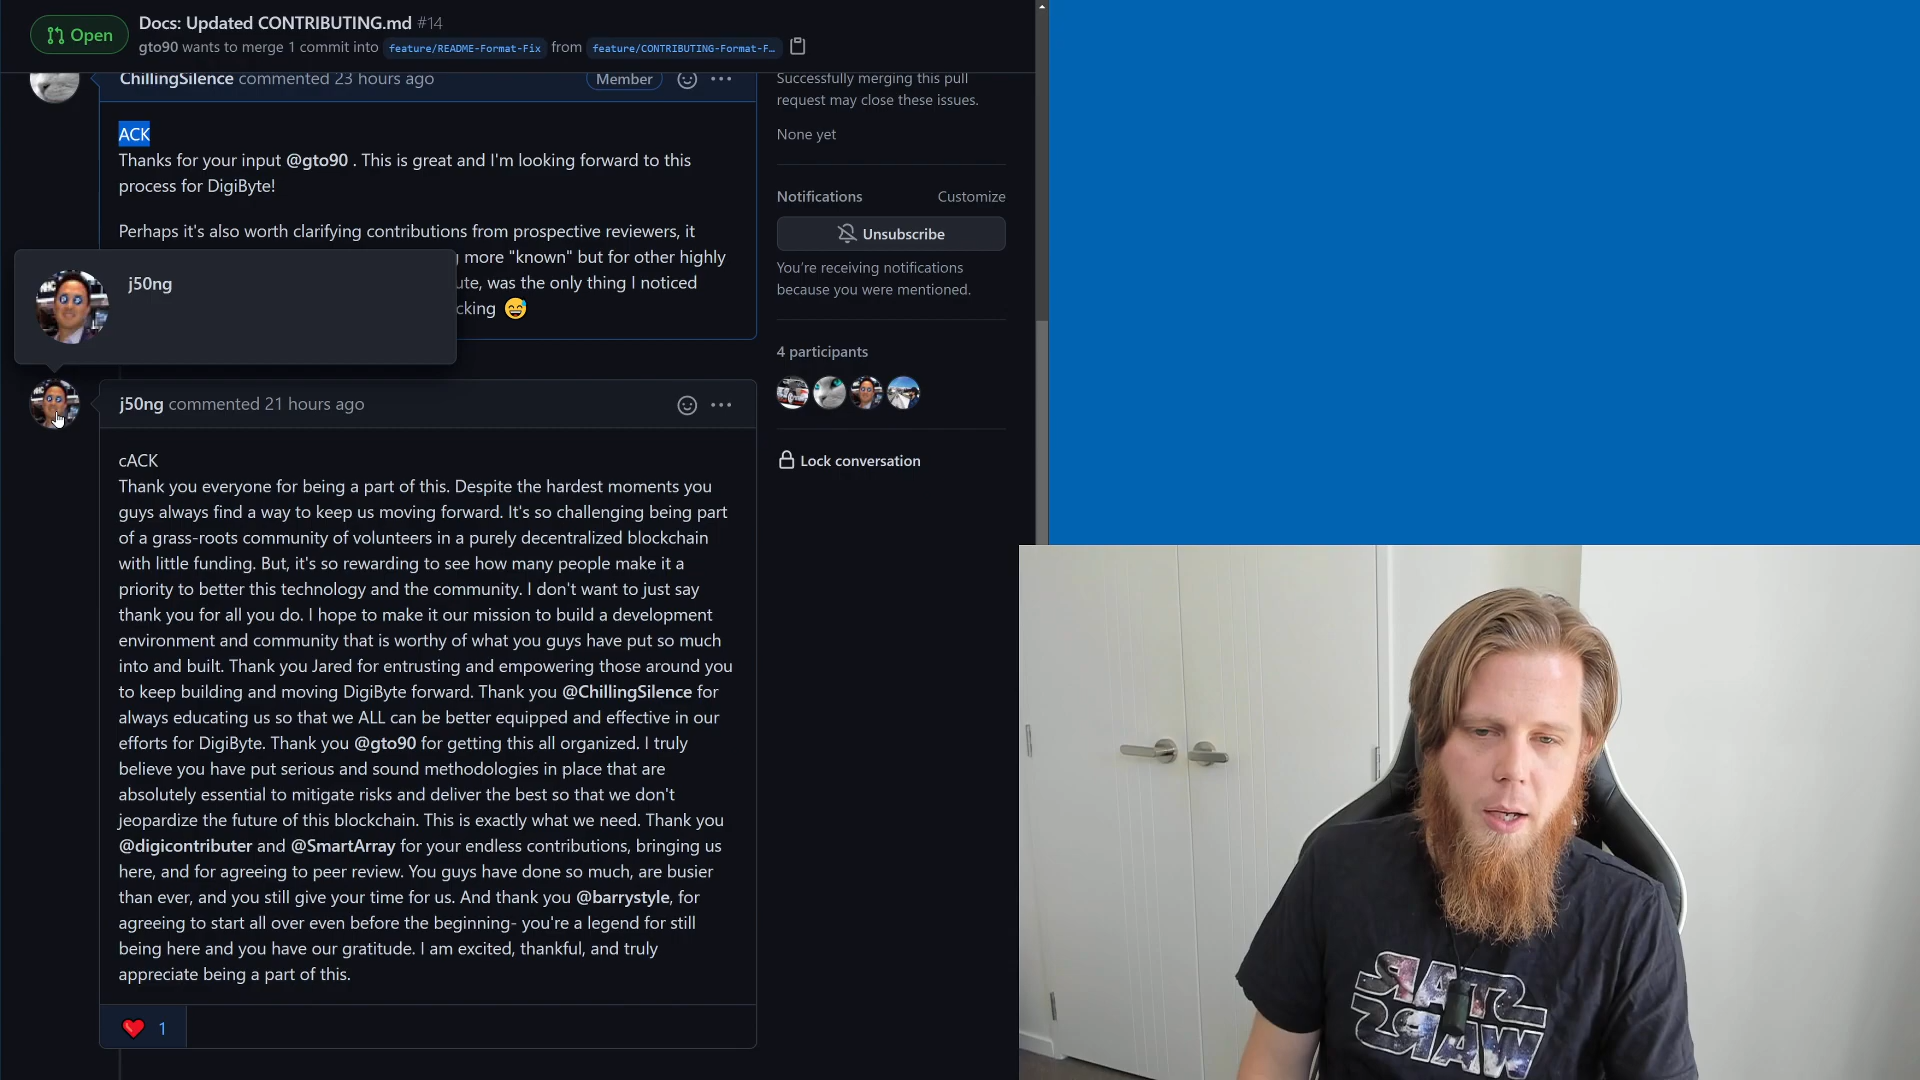 Open
Docs: Updated CONTRIBUTING.md #14
gto90 wants to merge 1 commit into feature/README-Format-Fix from feature/CONTRIBUTING-Format-F…
ChillingSilence commented 23 hours ago
Member
ACK
Thanks for your input @gto90 . This is great and I'm looking forward to this
process for DigiByte!
Perhaps it's also worth clarifying contributions from prospective reviewers, it
more "known" but for other highly
ute, was the only thing I noticed
cking 😅
j50ng
j50ng commented 21 hours ago
cACK
Thank you everyone for being a part of this. Despite the hardest moments you
guys always find a way to keep us moving forward. It's so challenging being part
of a grass-roots community of volunteers in a purely decentralized blockchain
with little funding. But, it's so rewarding to see how many people make it a
priority to better this technology and the community. I don't want to just say
thank you for all you do. I hope to make it our mission to build a development
environment and community that is worthy of what you guys have put so much
into and built. Thank you Jared for entrusting and empowering those around you
to keep building and moving DigiByte forward. Thank you @ChillingSilence for
always educating us so that we ALL can be better equipped and effective in our
efforts for DigiByte. Thank you @gto90 for getting this all organized. I truly
believe you have put serious and sound methodologies in place that are
absolutely essential to mitigate risks and deliver the best so that we don't
jeopardize the future of this blockchain. This is exactly what we need. Thank you
@digicontributer and @SmartArray for your endless contributions, bringing us
here, and for agreeing to peer review. You guys have done so much, are busier
than ever, and you still give your time for us. And thank you @barrystyle, for
agreeing to start all over even before the beginning- you're a legend for still
being here and you have our gratitude. I am excited, thankful, and truly
appreciate being a part of this.
❤️ 1
Successfully merging this pull
request may close these issues.
None yet
Notifications
Customize
Unsubscribe
You're receiving notifications
because you were mentioned.
4 participants
Lock conversation
STAR
WARS